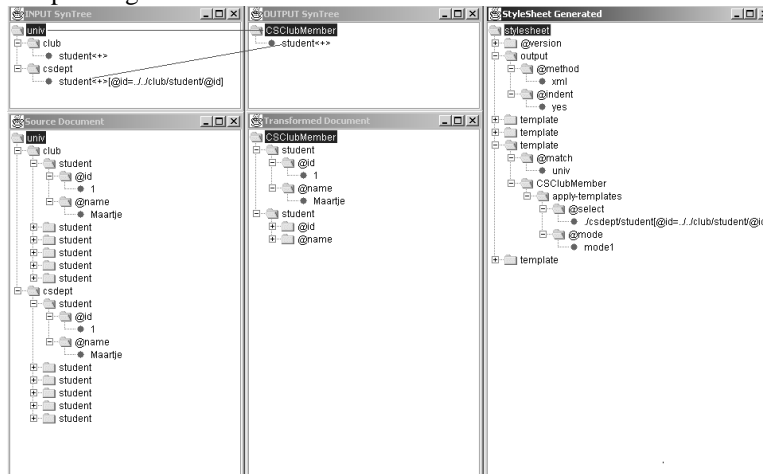 INPUT SynTree
univ
club
student<+>
csdept
student<+>[@id=../../club/student/@id]
OUTPUT SynTree
CSClubMember
student<+>
StyleSheet Generated
stylesheet
@version
output
@method
xml
@indent
yes
template
template
template
@match
univ
CSClubMember
apply-templates
@select
./csdept/student[@id=../../club/student/@id
@mode
mode1
template
Source Document
univ
club
student
@id
1
@name
Maartje
student
student
student
student
student
csdept
student
@id
1
@name
Maartje
student
student
student
student
student
Transformed Document
CSClubMember
student
@id
1
@name
Maartje
student
@id
@name